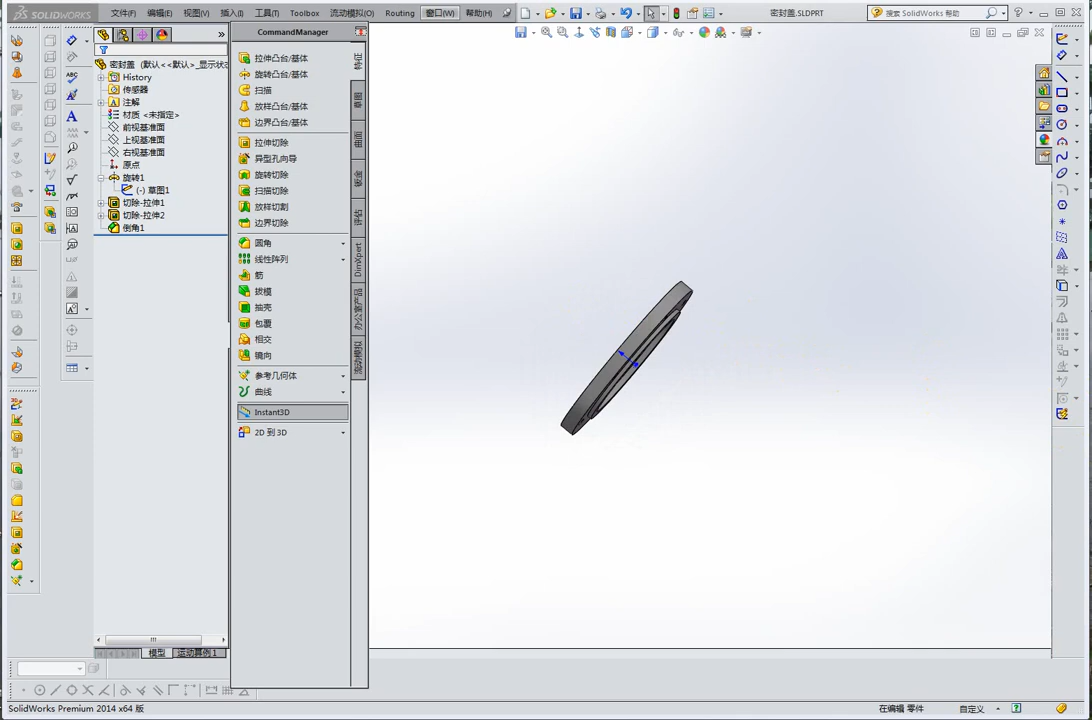 SOLIDWORKS 文件(F) 编辑(E) 视图(V) 插入(I) 工具(T) Toolbox 流动模拟(O) Routing 窗口(W) 帮助(H) 密封盖.SLDPRT 搜索 SolidWorks 帮助
CommandManager
密封盖 (默认<<默认>_显示状态
History
传感器
注解
材质 <未指定>
前视基准面
上视基准面
右视基准面
原点
旋转1
(-) 草图1
切除-拉伸1
切除-拉伸2
倒角1
拉伸凸台/基体
旋转凸台/基体
扫描
放样凸台/基体
边界凸台/基体
拉伸切除
异型孔向导
旋转切除
扫描切除
放样切割
边界切除
圆角
线性阵列
筋
拔模
抽壳
包覆
相交
镜向
参考几何体
曲线
Instant3D
2D 到 3D
特征
草图
曲面
钣金
评估
DimXpert
办公室产品
流动模拟
模型 运动算例 1
SolidWorks Premium 2014 x64 版 在编辑 零件 自定义